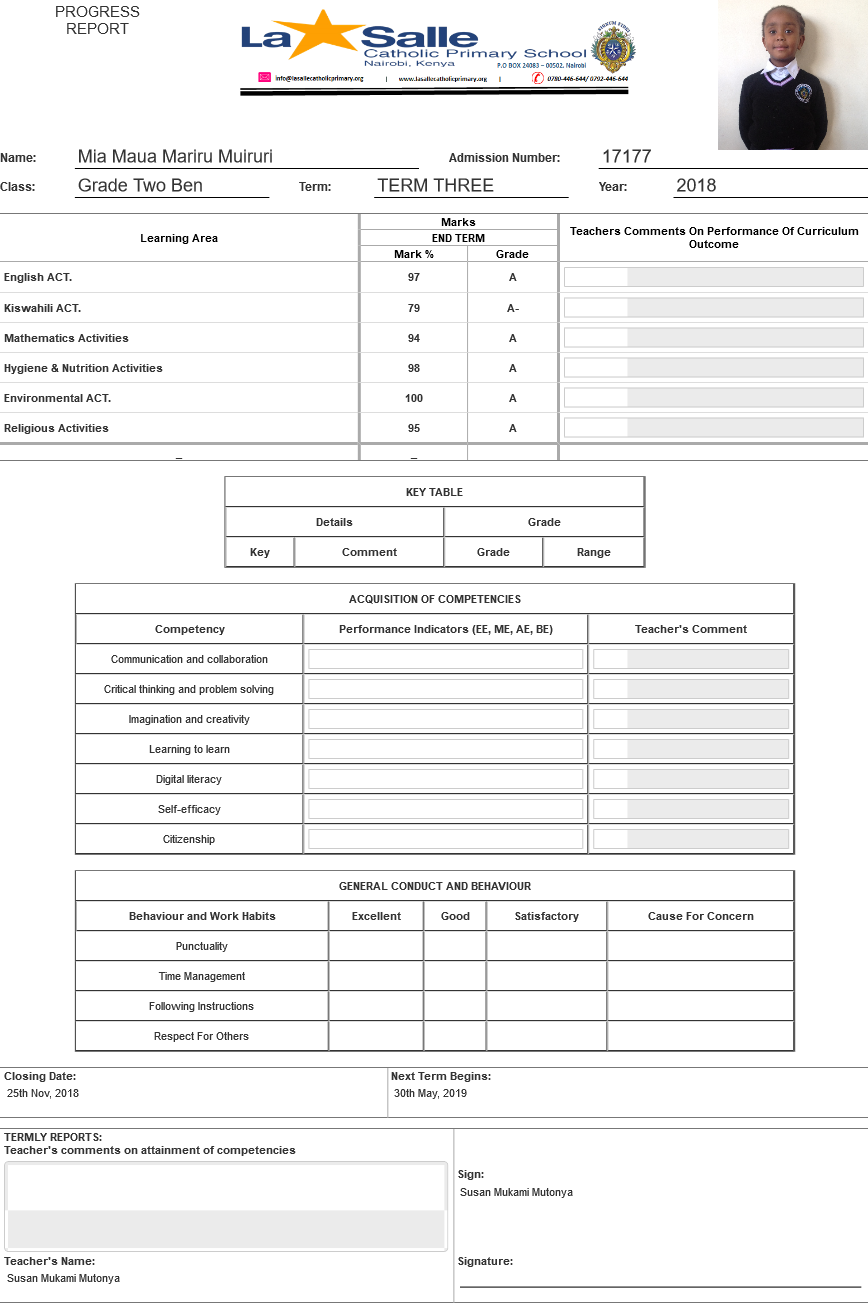 PROGRESS
REPORT
La Salle
Catholic Primary School
Nairobi, Kenya
P.O BOX 24083 – 00502, Nairobi
info@lasallecatholicprimary.org | www.lasallecatholicprimary.org | 0780-446-644/ 0792-446-644
Name: Mia Maua Mariru Muiruri Admission Number: 17177
Class: Grade Two Ben Term: TERM THREE Year: 2018
Learning Area Marks Teachers Comments On Performance Of Curriculum Outcome
END TERM
Mark % Grade
English ACT. 97 A
Kiswahili ACT. 79 A-
Mathematics Activities 94 A
Hygiene & Nutrition Activities 98 A
Environmental ACT. 100 A
Religious Activities 95 A
_ _
KEY TABLE
Details Grade
Key Comment Grade Range
ACQUISITION OF COMPETENCIES
Competency Performance Indicators (EE, ME, AE, BE) Teacher's Comment
Communication and collaboration
Critical thinking and problem solving
Imagination and creativity
Learning to learn
Digital literacy
Self-efficacy
Citizenship
GENERAL CONDUCT AND BEHAVIOUR
Behaviour and Work Habits Excellent Good Satisfactory Cause For Concern
Punctuality
Time Management
Following Instructions
Respect For Others
Closing Date: Next Term Begins:
25th Nov, 2018 30th May, 2019
TERMLY REPORTS:
Teacher's comments on attainment of competencies
Sign:
Susan Mukami Mutonya
Teacher's Name: Signature:
Susan Mukami Mutonya